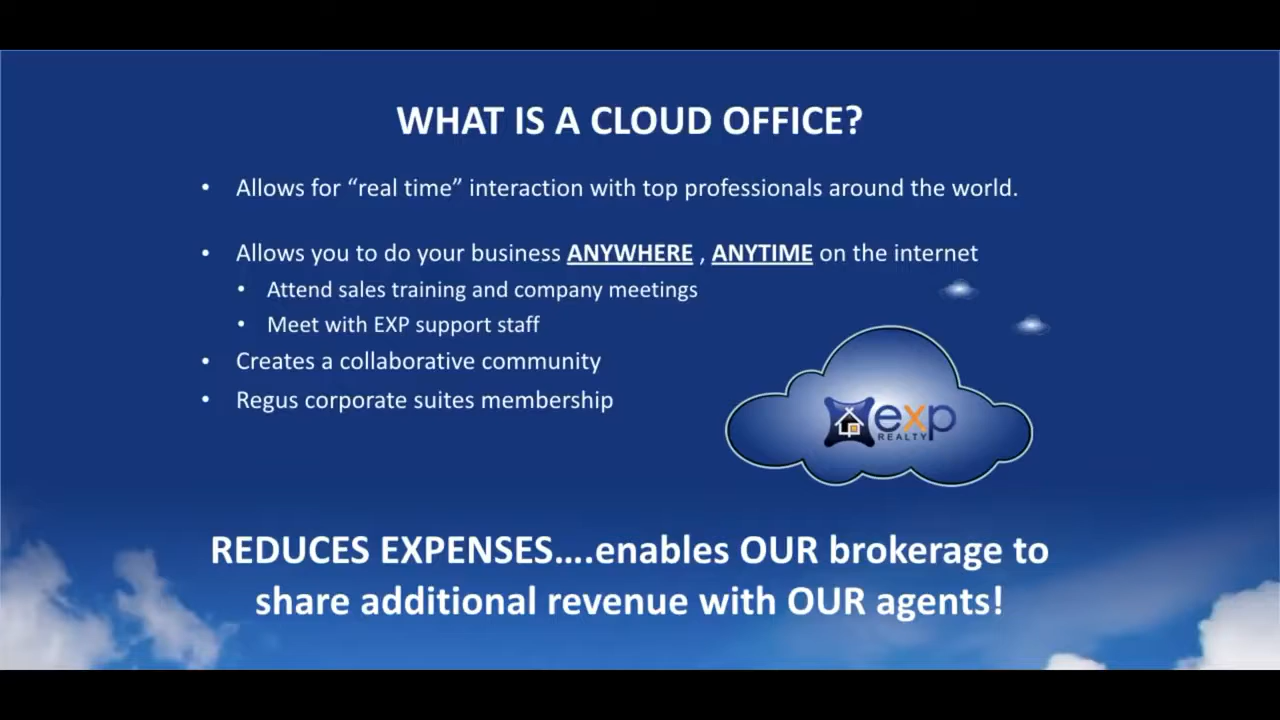 WHAT IS A CLOUD OFFICE?
• Allows for “real time” interaction with top professionals around the world.
• Allows you to do your business ANYWHERE , ANYTIME on the internet
• Attend sales training and company meetings
• Meet with EXP support staff
• Creates a collaborative community
• Regus corporate suites membership
exp
REALTY
REDUCES EXPENSES....enables OUR brokerage to
share additional revenue with OUR agents!